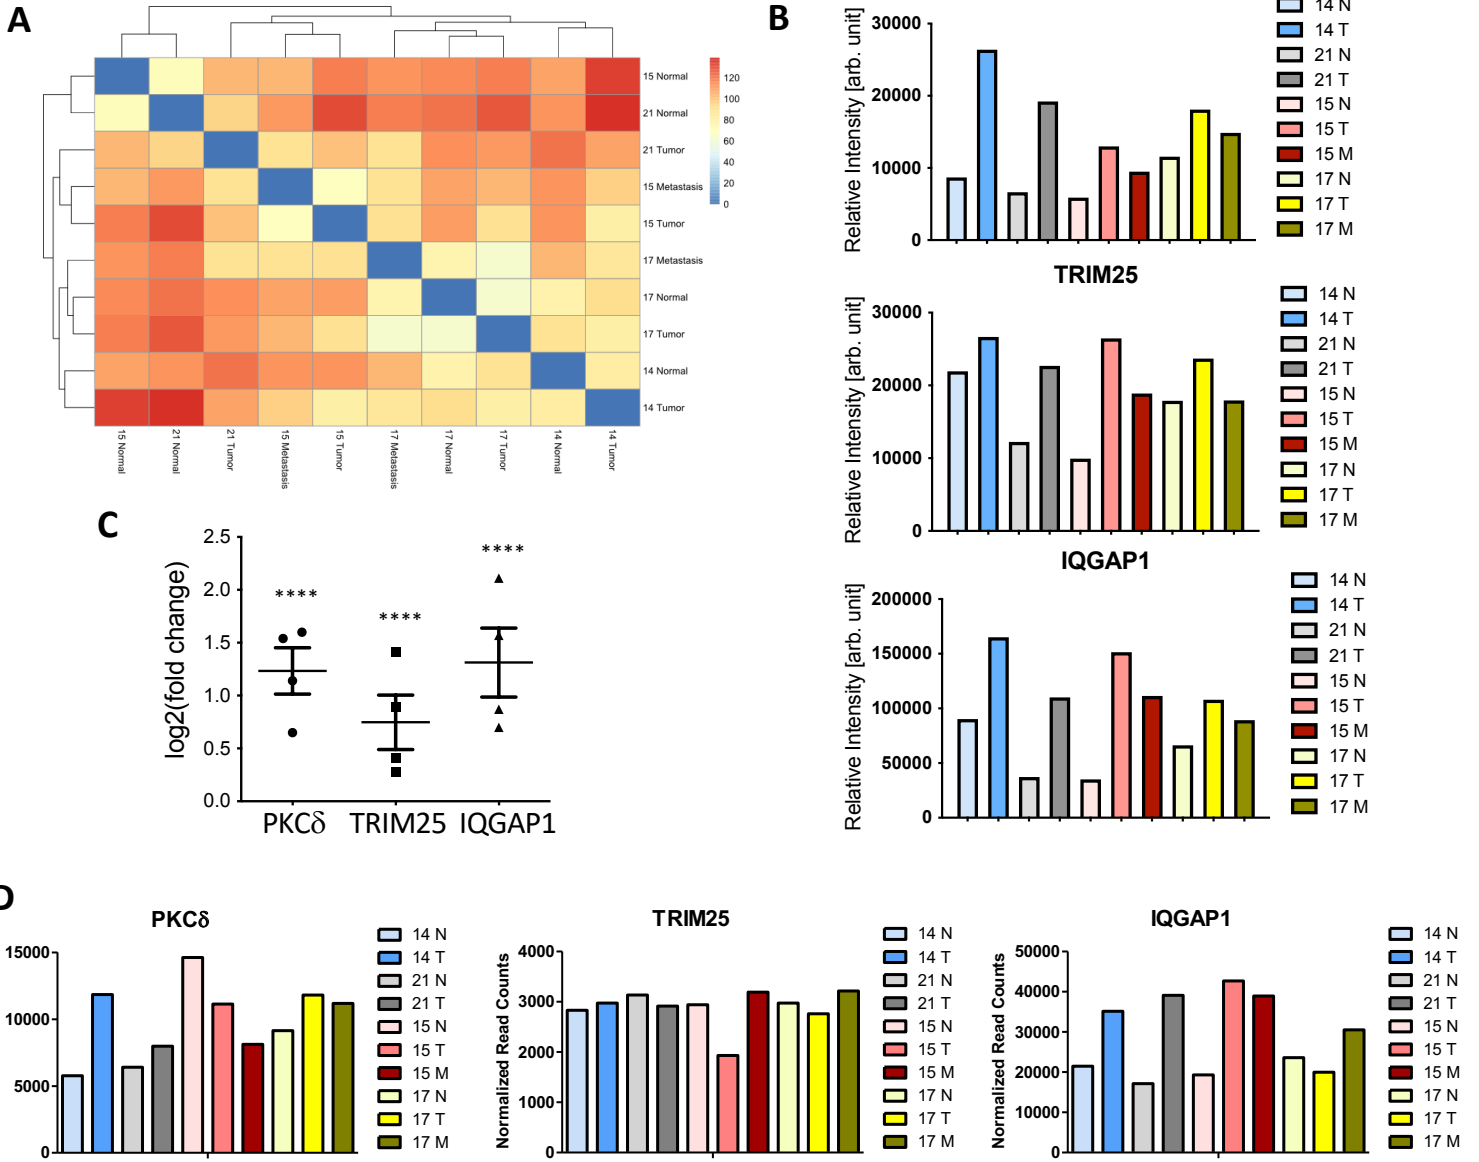 A
15 Normal
21 Normal
21 Tumor
15 Metastasis
15 Tumor
17 Metastasis
17 Normal
17 Tumor
14 Normal
14 Tumor
120
100
80
60
40
20
0
15 Normal
21 Normal
21 Tumor
15 Metastasis
15 Tumor
17 Metastasis
17 Normal
17 Tumor
14 Normal
14 Tumor
B
Relative Intensity [arb. unit]
30000
20000
10000
0
14 N
14 T
21 N
21 T
15 N
15 T
15 M
17 N
17 T
17 M
TRIM25
Relative Intensity [arb. unit]
30000
20000
10000
0
14 N
14 T
21 N
21 T
15 N
15 T
15 M
17 N
17 T
17 M
IQGAP1
Relative Intensity [arb. unit]
200000
150000
100000
50000
0
14 N
14 T
21 N
21 T
15 N
15 T
15 M
17 N
17 T
17 M
C
log2(fold change)
2.5
2.0
1.5
1.0
0.5
0.0
****
****
****
PKCδ TRIM25 IQGAP1
D
PKCδ
15000
10000
5000
0
14 N
14 T
21 N
21 T
15 N
15 T
15 M
17 N
17 T
17 M
TRIM25
Normalized Read Counts
4000
3000
2000
1000
0
14 N
14 T
21 N
21 T
15 N
15 T
15 M
17 N
17 T
17 M
IQGAP1
Normalized Read Counts
50000
40000
30000
20000
10000
0
14 N
14 T
21 N
21 T
15 N
15 T
15 M
17 N
17 T
17 M